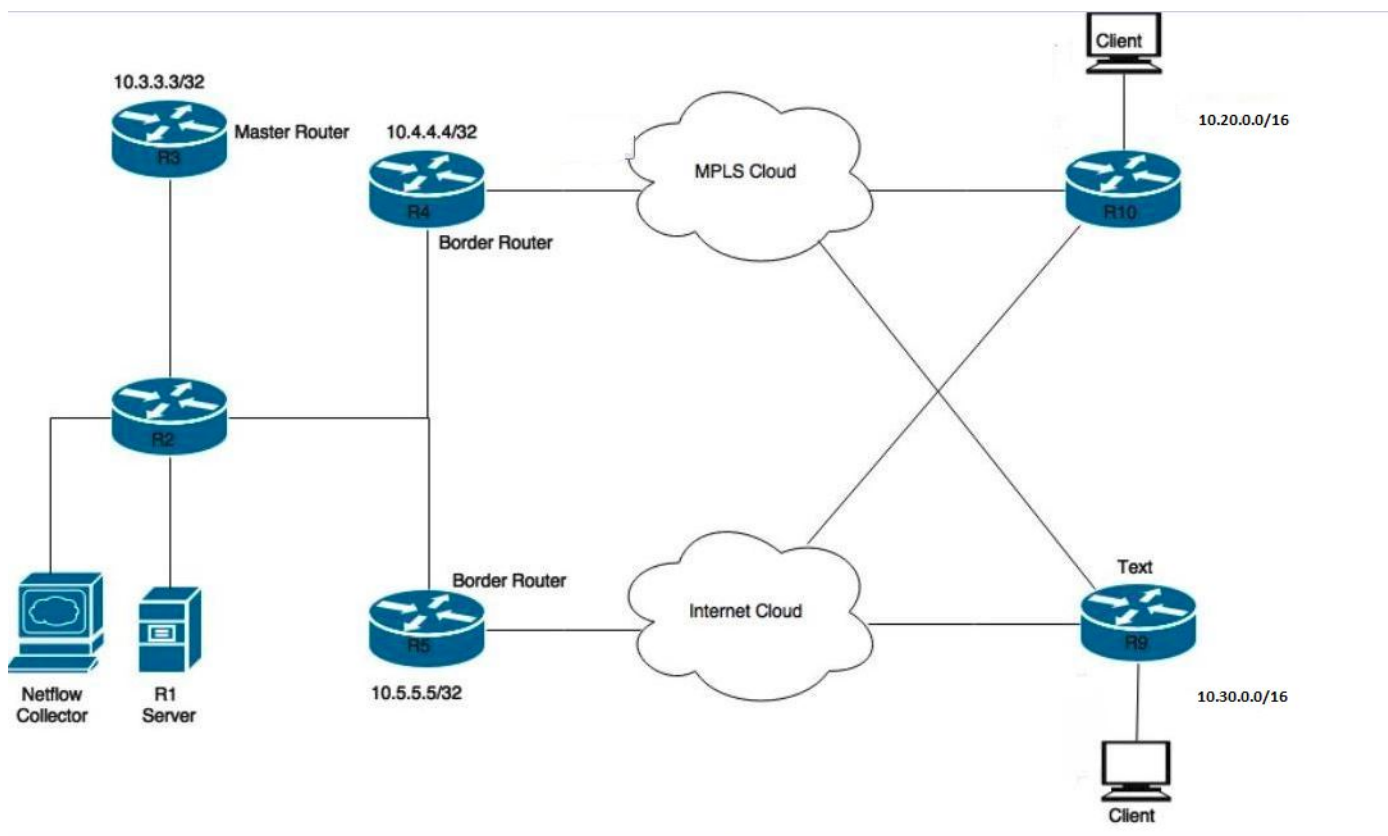 Client
10.3.3.3/32
10.20.0.0/16
Master Router
10.4.4.4/32
R3
MPLS Cloud
R4
R10
Border Router
R2
Text
Border Router
Internet Cloud
R5
R9
Netflow
Collector
R1
Server
10.5.5.5/32
10.30.0.0/16
Client